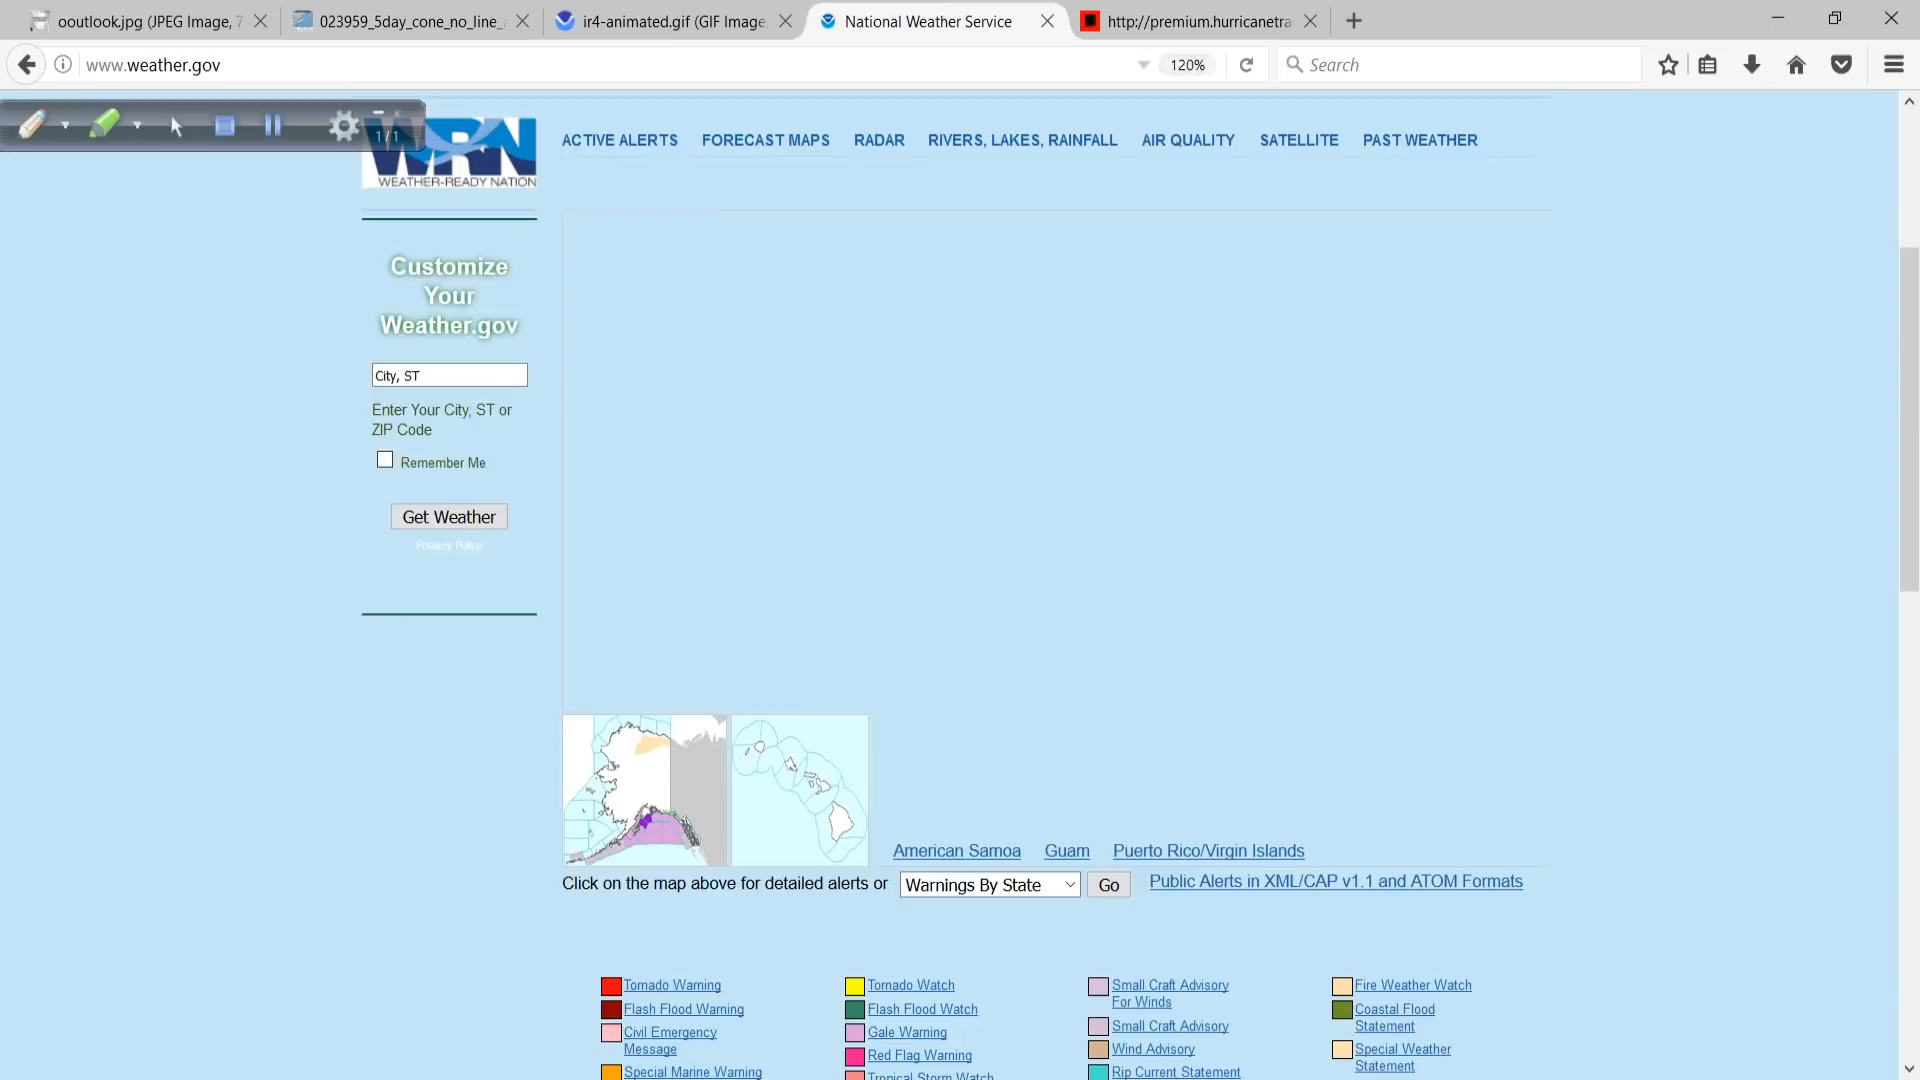 ooutlook.jpg (JPEG Image, 7
023959_5day_cone_no_line_
ir4-animated.gif (GIF Image,
National Weather Service
http://premium.hurricanetra
www.weather.gov
120%
Search
1/1
WRN
WEATHER-READY NATION
ACTIVE ALERTS
FORECAST MAPS
RADAR
RIVERS, LAKES, RAINFALL
AIR QUALITY
SATELLITE
PAST WEATHER
Customize
Your
Weather.gov
City, ST
Enter Your City, ST or
ZIP Code
Remember Me
Get Weather
Privacy Policy
American Samoa
Guam
Puerto Rico/Virgin Islands
Click on the map above for detailed alerts or
Warnings By State
Go
Public Alerts in XML/CAP v1.1 and ATOM Formats
Tornado Warning
Flash Flood Warning
Civil Emergency
Message
Special Marine Warning
Tornado Watch
Flash Flood Watch
Gale Warning
Red Flag Warning
Tropical Storm Watch
Small Craft Advisory
For Winds
Small Craft Advisory
Wind Advisory
Rip Current Statement
Fire Weather Watch
Coastal Flood
Statement
Special Weather
Statement